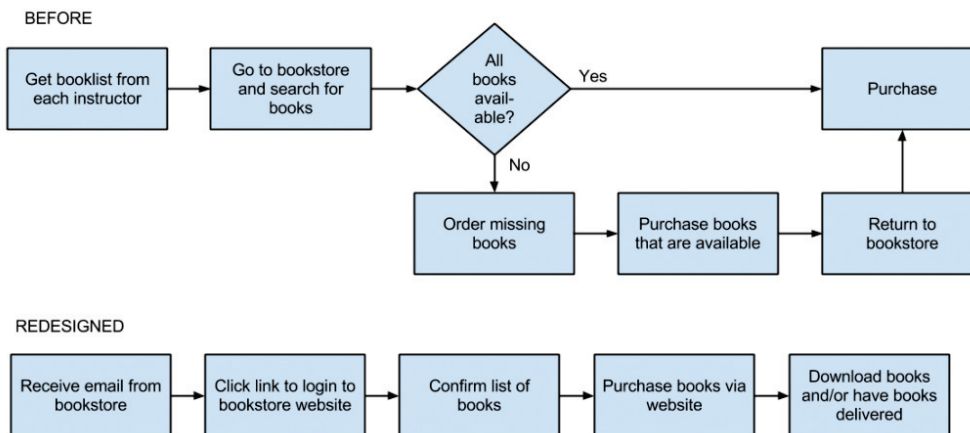 BEFORE
Get booklist from
each instructor
Go to bookstore
and search for
books
All
books
avail-
able?
Yes
Purchase
No
Order missing
books
Purchase books
that are available
Return to
bookstore
REDESIGNED
Receive email from
bookstore
Click link to login to
bookstore website
Confirm list of
books
Purchase books via
website
Download books
and/or have books
delivered